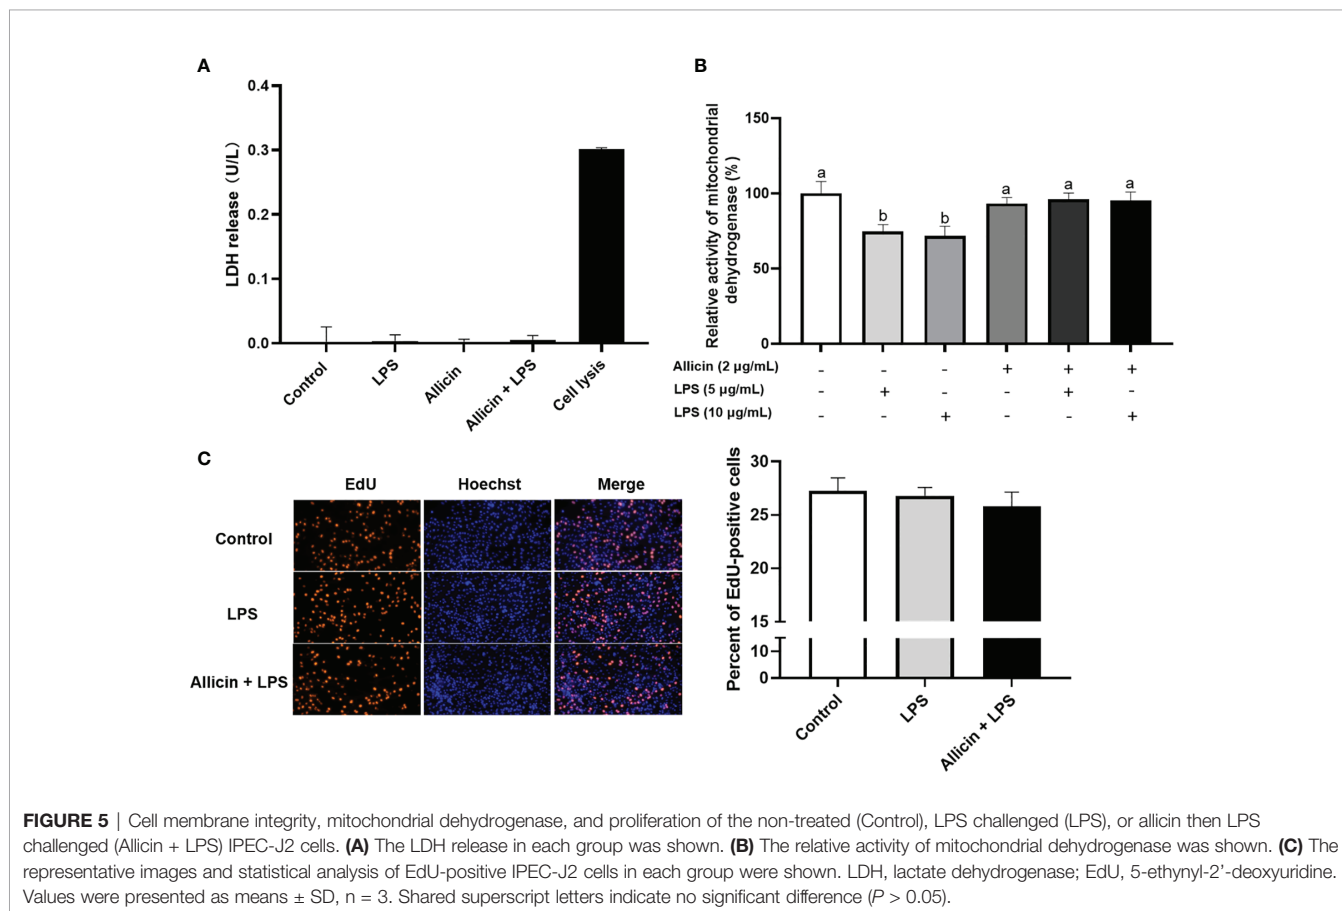 A
LDH release (U/L)
0.4
0.3
0.2
0.1
0.0
Control
LPS
Allicin
Allicin + LPS
Cell lysis
B
Relative activity of mitochondrial
dehydrogenase (%)
150
100
50
0
a
b
b
a
a
a
Allicin (2 μg/mL) - - - + + +
LPS (5 μg/mL) - + - - + -
LPS (10 μg/mL) - - + - - +
C
EdU Hoechst Merge
Control
LPS
Allicin + LPS
Percent of EdU-positive cells
30
25
20
15
10
5
0
Control
LPS
Allicin + LPS
FIGURE 5 | Cell membrane integrity, mitochondrial dehydrogenase, and proliferation of the non-treated (Control), LPS challenged (LPS), or allicin then LPS
challenged (Allicin + LPS) IPEC-J2 cells. (A) The LDH release in each group was shown. (B) The relative activity of mitochondrial dehydrogenase was shown. (C) The
representative images and statistical analysis of EdU-positive IPEC-J2 cells in each group were shown. LDH, lactate dehydrogenase; EdU, 5-ethynyl-2’-deoxyuridine.
Values were presented as means ± SD, n = 3. Shared superscript letters indicate no significant difference (P > 0.05).